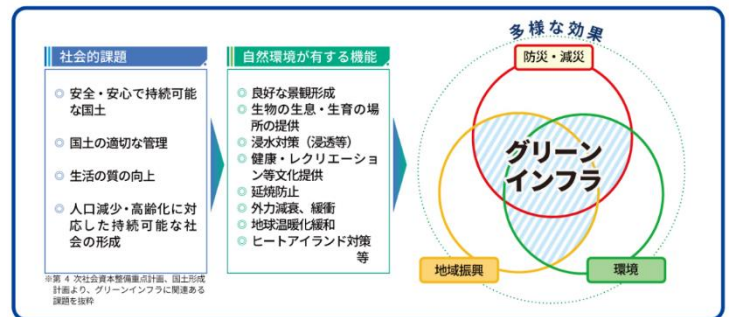 社会的課題
◎ 安全・安心で持続可能
な国土
◎ 国土の適切な管理
◎ 生活の質の向上
◎ 人口減少・高齢化に対
応した持続可能な社
会の形成
※第 4 次社会資本整備重点計画、国土形成
計画より、グリーンインフラに関連ある
課題を抜粋
自然環境が有する機能
◎ 良好な景観形成
◎ 生物の生息・生育の場
所の提供
◎ 浸水対策（浸透等）
◎ 健康・レクリエーショ
ン等文化提供
◎ 延焼防止
◎ 外力減衰、緩衝
◎ 地球温暖化緩和
◎ ヒートアイランド対策
等
多様な効果
防災・減災
グリーン
インフラ
地域振興
環境